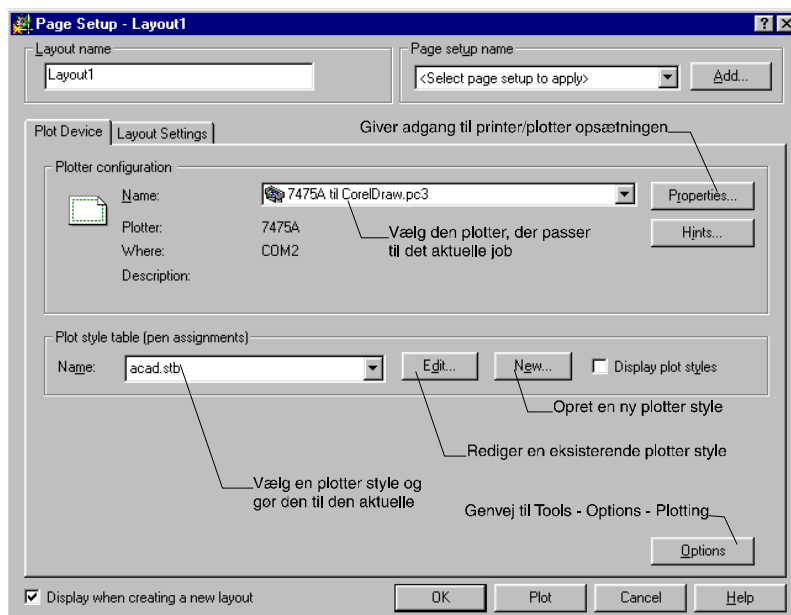 Page Setup - Layout1
Layout name
Layout1
Page setup name
<Select page setup to apply>
Add...
Plot Device
Layout Settings
Giver adgang til printer/plotter opsætningen
Plotter configuration
Name:
7475A til CorelDraw.pc3
Properties...
Plotter:
7475A
Vælg den plotter, der passer
til det aktuelle job
Hints...
Where:
COM2
Description:
Plot style table (pen assignments)
Name:
acad.stb
Edit...
New...
Display plot styles
Opret en ny plotter style
Rediger en eksisterende plotter style
Vælg en plotter style og
gør den til den aktuelle
Genvej til Tools - Options - Plotting
Options
Display when creating a new layout
OK
Plot
Cancel
Help